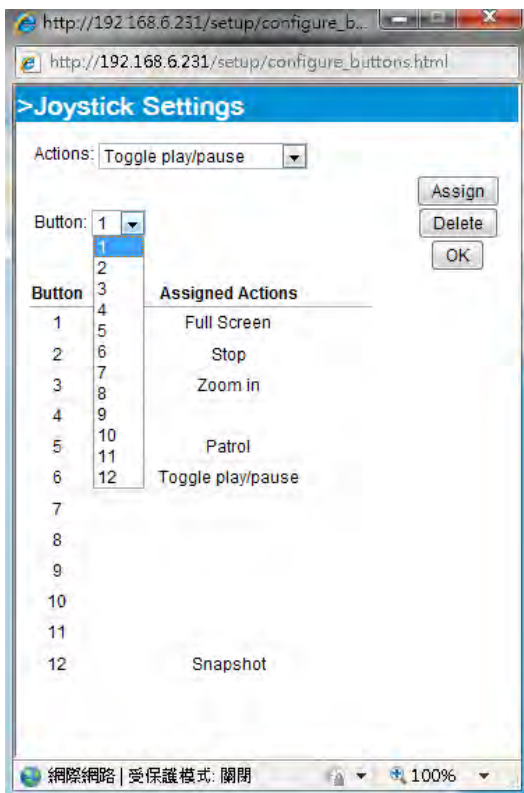 http://192.168.6.231/setup/configure_b...
http://192.168.6.231/setup/configure_buttons.html
>Joystick Settings
Actions: Toggle play/pause
Assign
Button: 1
Delete
OK
1
2
3
4
5
6
7
8
9
10
11
12
Button Assigned Actions
1 Full Screen
2 Stop
3 Zoom in
4
5 Patrol
6 Toggle play/pause
7
8
9
10
11
12 Snapshot
網際網路 | 受保護模式: 關閉 100%